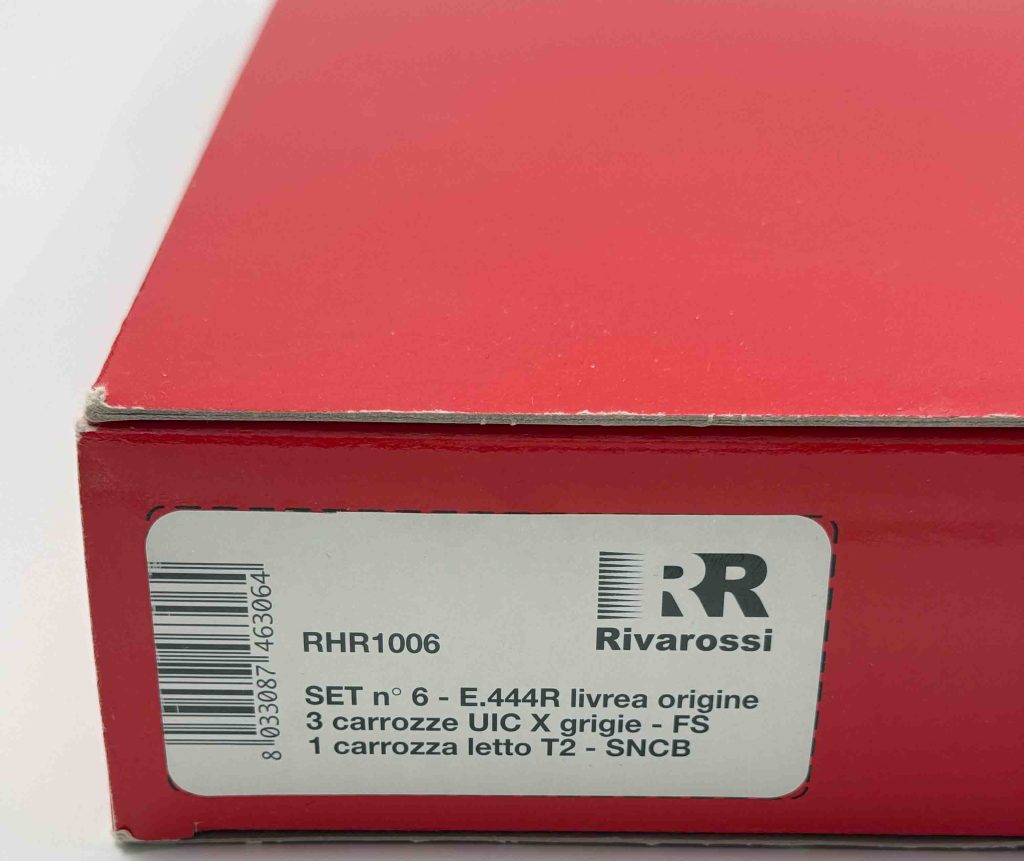 RR
Rivarossi
RHR1006
SET n° 6 - E.444R livrea origine
3 carrozze UIC X grigie - FS
1 carrozza letto T2 - SNCB
8 033087 463064